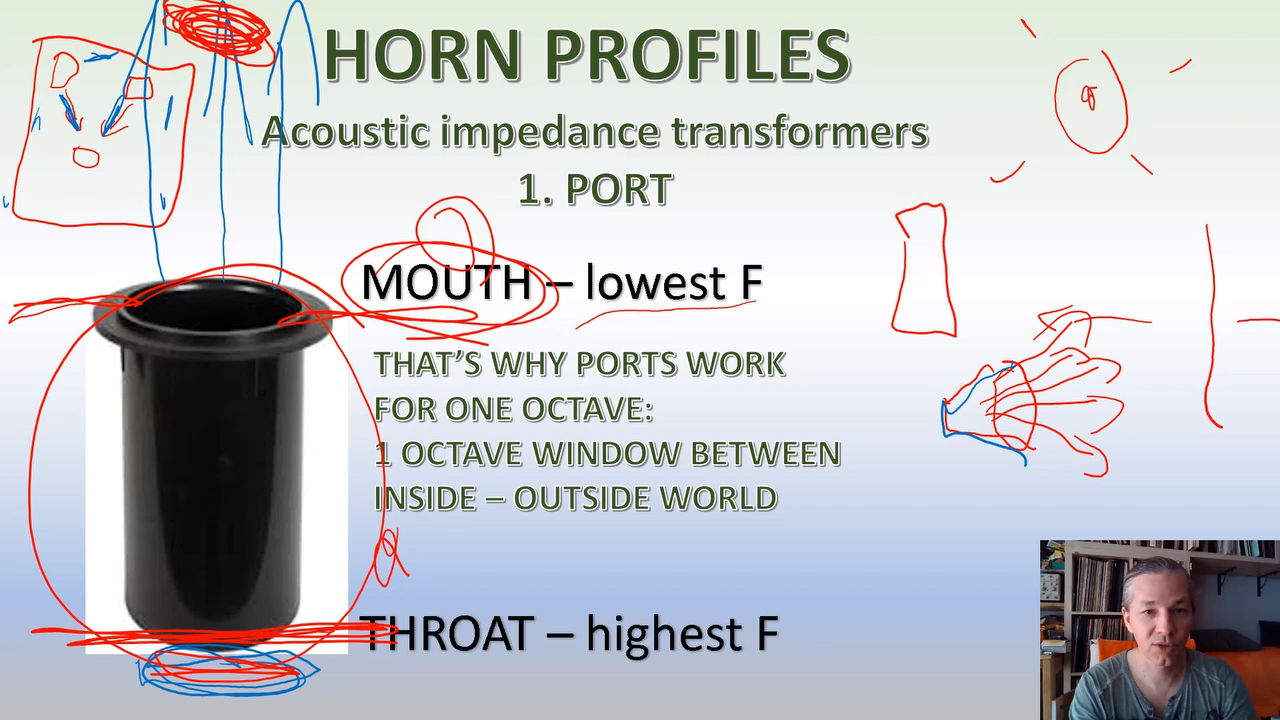 HORN PROFILES
Acoustic impedance transformers
1. PORT
MOUTH – lowest F
THAT'S WHY PORTS WORK
FOR ONE OCTAVE:
1 OCTAVE WINDOW BETWEEN
INSIDE – OUTSIDE WORLD
THROAT – highest F